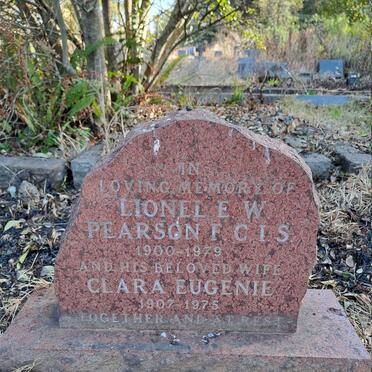 IN
LOVING MEMORY OF
LIONEL E. W.
PEARSON F.C.I.S.
1900-1979
AND HIS BELOVED WIFE
CLARA EUGENIE
1907-1975
TOGETHER AND AT REST